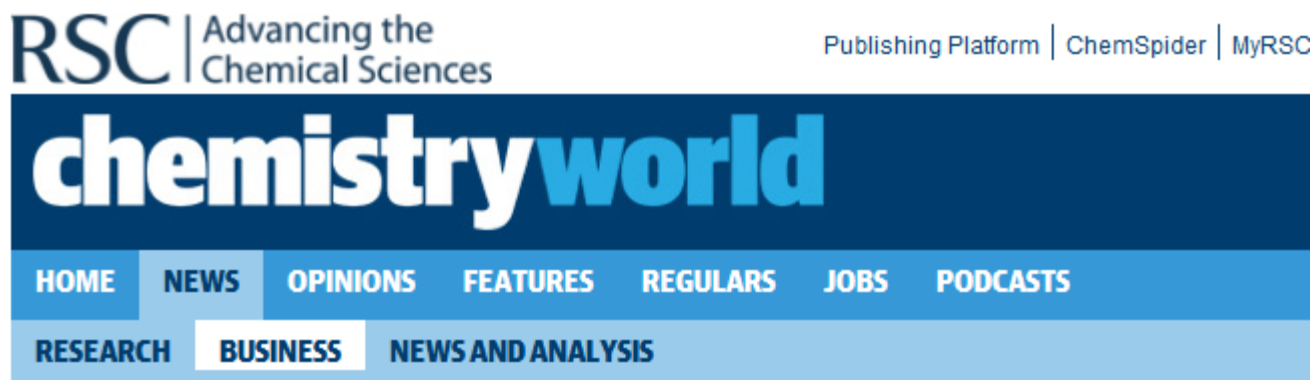 RSC Advancing the
Chemical Sciences
Publishing Platform ChemSpider MyRSC
chemistryworld
HOME NEWS OPINIONS FEATURES REGULARS JOBS PODCASTS
RESEARCH BUSINESS NEWS AND ANALYSIS